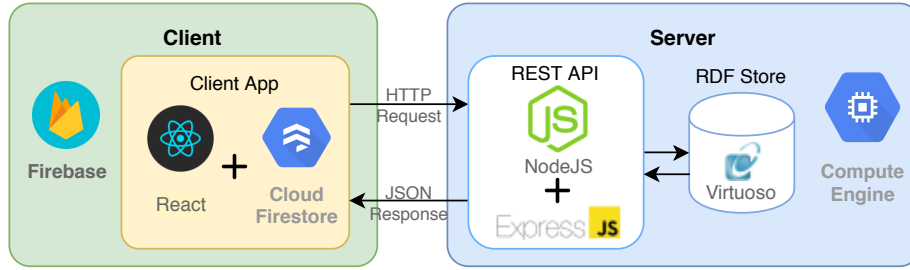 Client
Firebase
Client App
React
+
Cloud
Firestore
HTTP
Request
JSON
Response
Server
REST API
JS
NodeJS
+
Express JS
RDF Store
Virtuoso
Compute
Engine